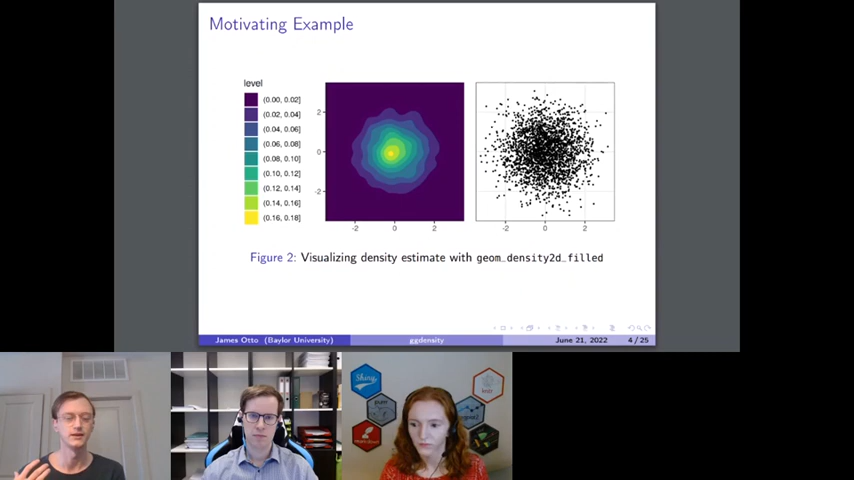 Motivating Example
level
(0.00, 0.02]
(0.02, 0.04]
(0.04, 0.06]
(0.06, 0.08]
(0.08, 0.10]
(0.10, 0.12]
(0.12, 0.14]
(0.14, 0.16]
(0.16, 0.18]
2
0
-2
-2 0 2
-2 0 2
Figure 2: Visualizing density estimate with geom_density2d_filled
James Otto (Baylor University) ggdensity June 21, 2022 4 / 25
Shiny